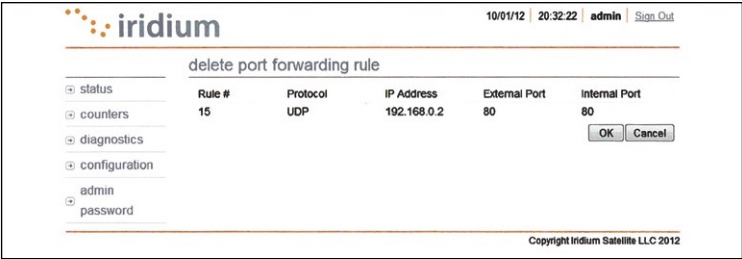 iridium
10/01/12 20:32:22 admin Sign Out
delete port forwarding rule
status
counters
diagnostics
configuration
admin
password
Rule # Protocol IP Address External Port Internal Port
15 UDP 192.168.0.2 80 80
OK Cancel
Copyright Iridium Satellite LLC 2012